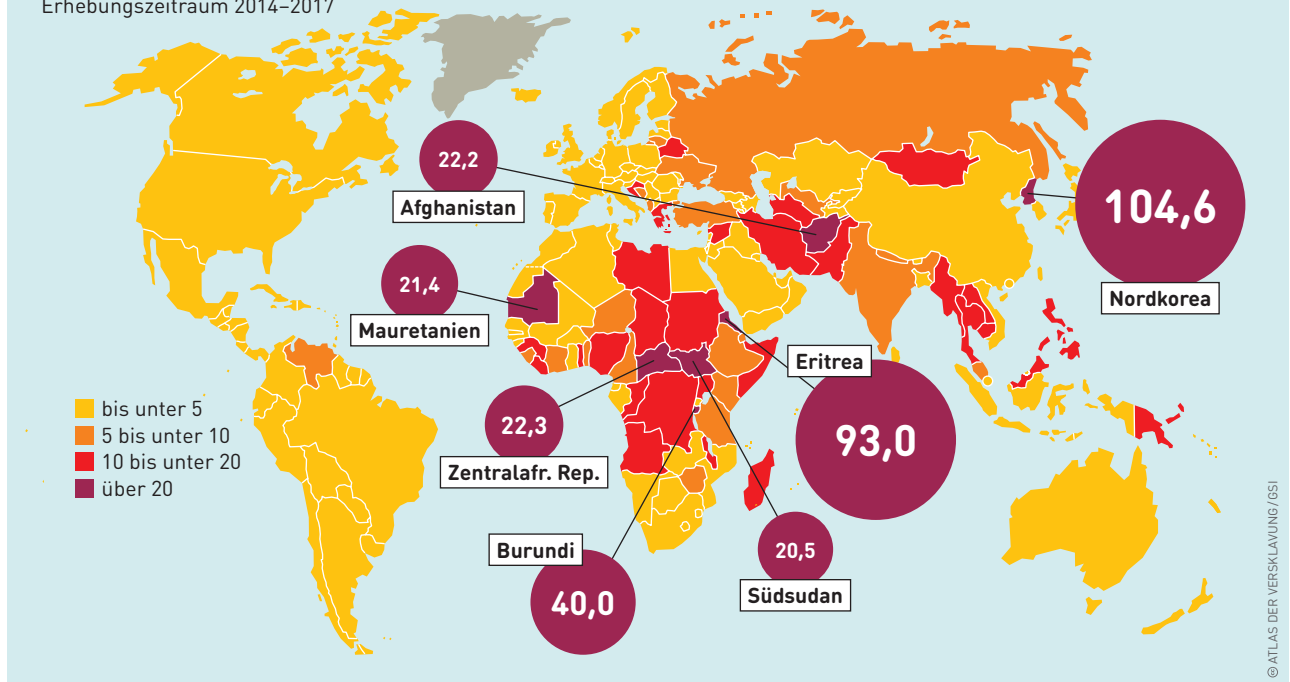 Erhebungszeitraum 2014–2017
22,2
Afghanistan
104,6
Nordkorea
21,4
Mauretanien
Eritrea
93,0
bis unter 5
5 bis unter 10
10 bis unter 20
über 20
22,3
Zentralafr. Rep.
Burundi
40,0
20,5
Südsudan
© ATLAS DER VERSKLAVUNG / GSI